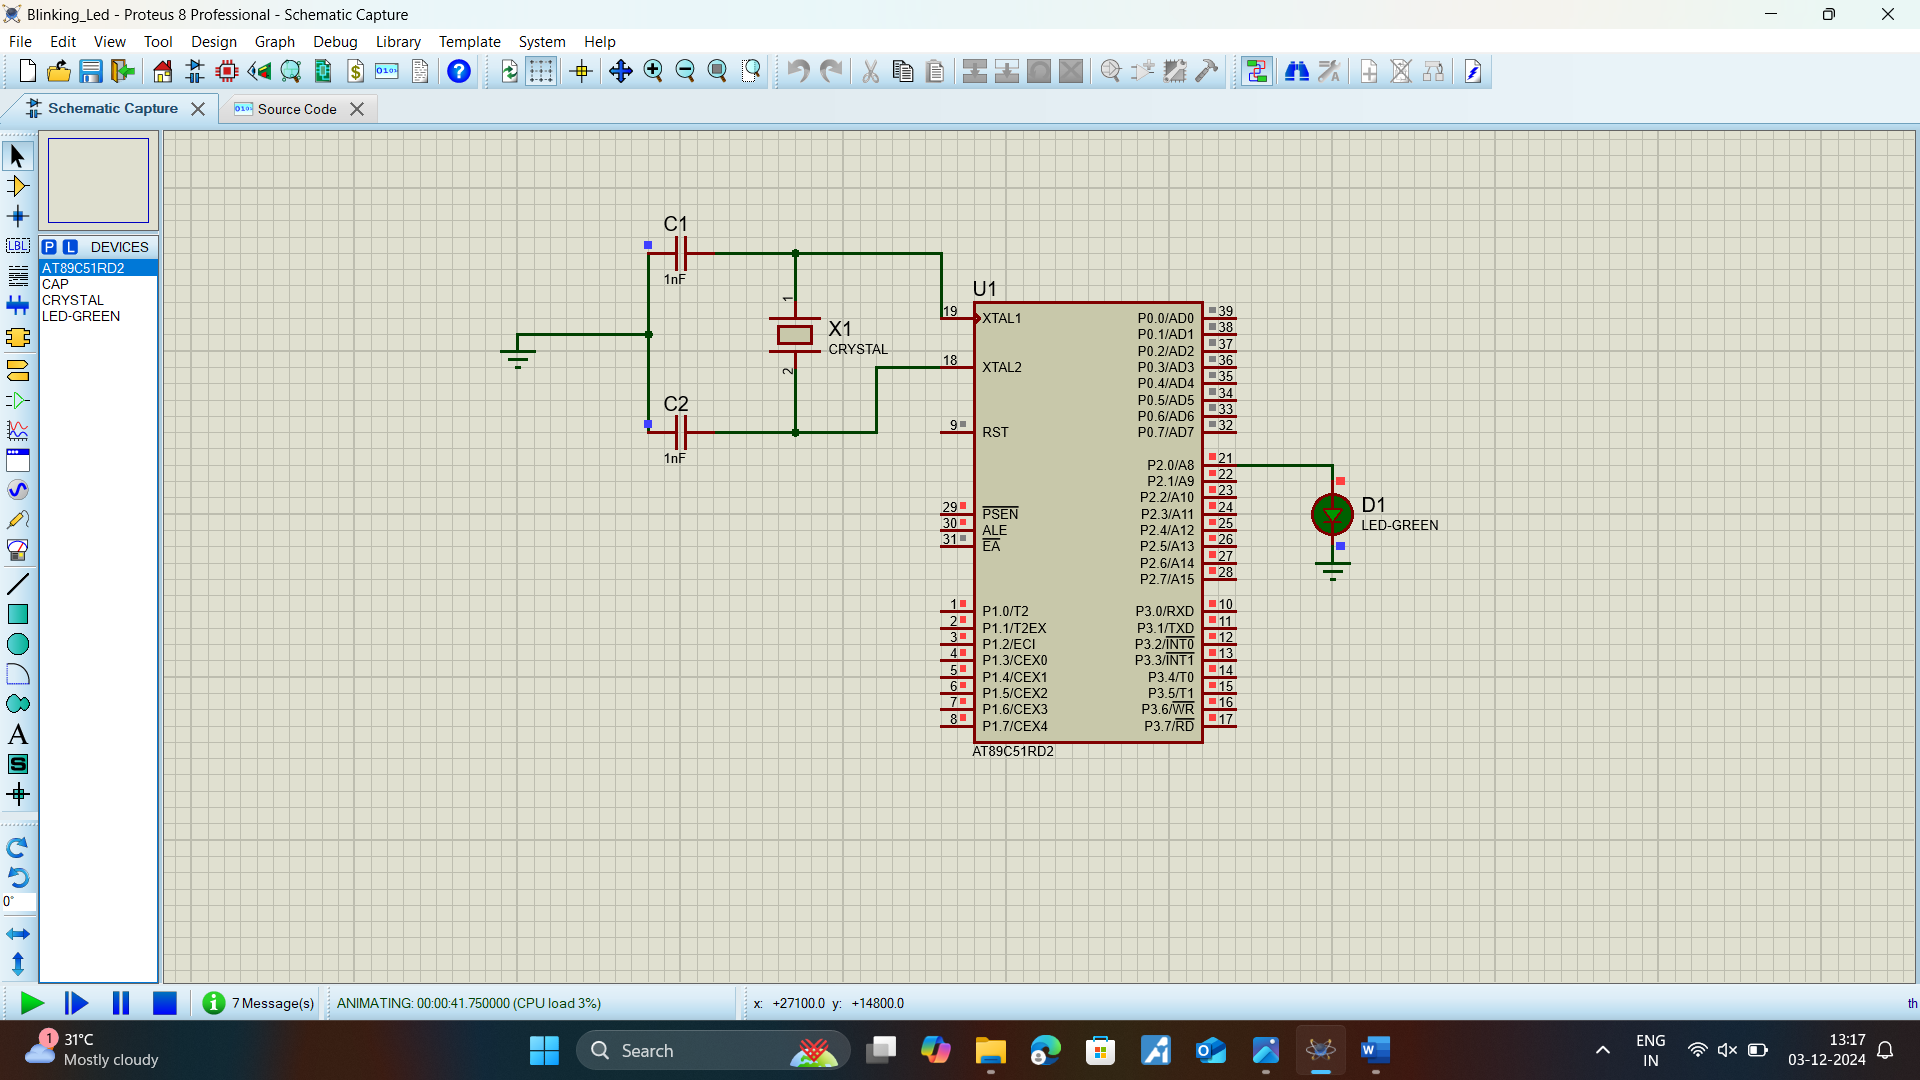 Blinking_Led - Proteus 8 Professional - Schematic Capture
File Edit View Tool Design Graph Debug Library Template System Help
Schematic Capture
Source Code
P L DEVICES
AT89C51RD2
CAP
CRYSTAL
LED-GREEN
LBL
A
S
0°
C1
1nF
C2
1nF
1
X1
CRYSTAL
2
U1
19 XTAL1
18 XTAL2
9 RST
29 PSEN
30 ALE
31 EA
1 P1.0/T2
2 P1.1/T2EX
3 P1.2/ECI
4 P1.3/CEX0
5 P1.4/CEX1
6 P1.5/CEX2
7 P1.6/CEX3
8 P1.7/CEX4
P0.0/AD0 39
P0.1/AD1 38
P0.2/AD2 37
P0.3/AD3 36
P0.4/AD4 35
P0.5/AD5 34
P0.6/AD6 33
P0.7/AD7 32
P2.0/A8 21
P2.1/A9 22
P2.2/A10 23
P2.3/A11 24
P2.4/A12 25
P2.5/A13 26
P2.6/A14 27
P2.7/A15 28
P3.0/RXD 10
P3.1/TXD 11
P3.2/INT0 12
P3.3/INT1 13
P3.4/T0 14
P3.5/T1 15
P3.6/WR 16
P3.7/RD 17
AT89C51RD2
D1
LED-GREEN
7 Message(s) ANIMATING: 00:00:41.750000 (CPU load 3%) x: +27100.0 y: +14800.0 th
1
31°C
Mostly cloudy
Search
ENG
IN
13:17
03-12-2024